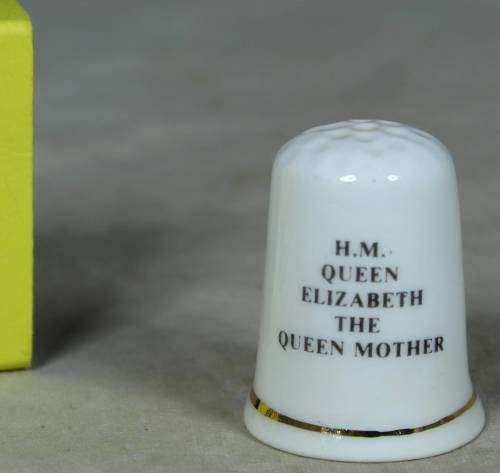 H.M.
QUEEN
ELIZABETH
THE
QUEEN MOTHER